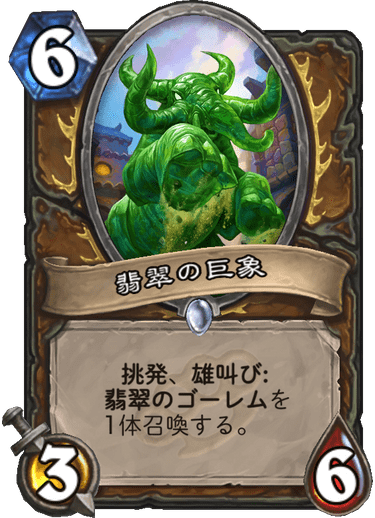 6
翡翠の巨象
挑発、雄叫び:
翡翠のゴーレムを
1体召喚する。
3
6